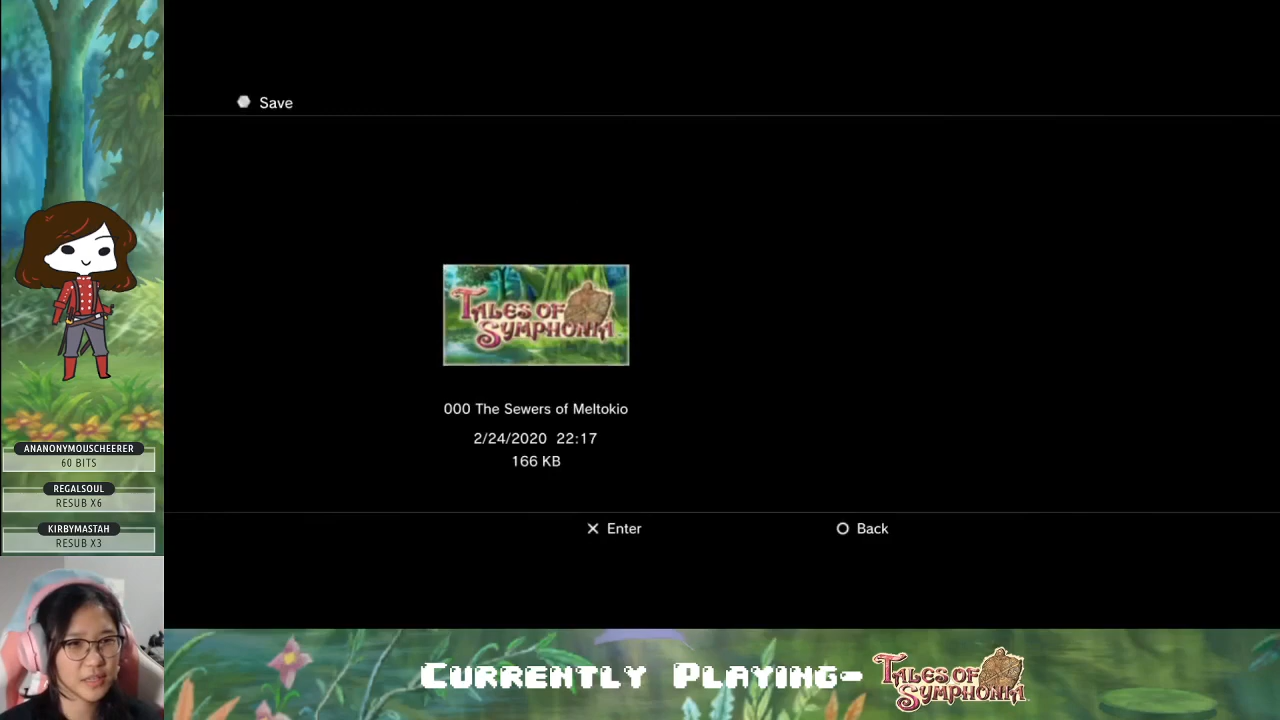 Save
TALES OF
SYMPHONIA
000 The Sewers of Meltokio
2/24/2020 22:17
166 KB
Enter
Back
ANANONYMOUSCHEERER
60 BITS
REGALSOUL
RESUB X6
KIRBYMASTAH
RESUB X3
CURRENTLY PLAYING-
TALES OF
SYMPHONIA